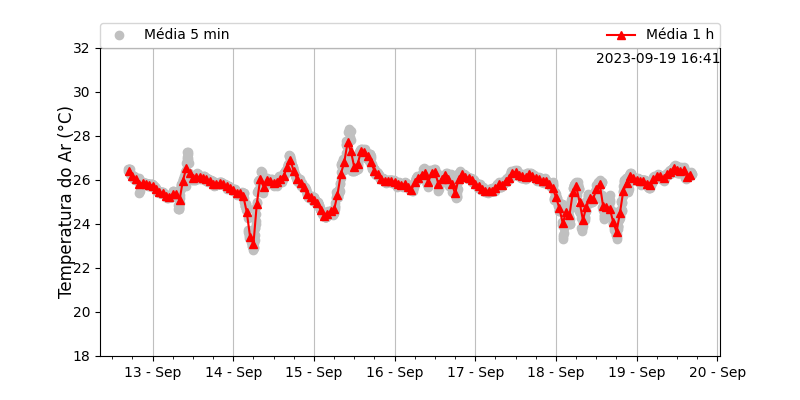 Média 5 min
Média 1 h
2023-09-19 16:41
Temperatura do Ar (°C)
32
30
28
26
24
22
20
18
13 - Sep
14 - Sep
15 - Sep
16 - Sep
17 - Sep
18 - Sep
19 - Sep
20 - Sep